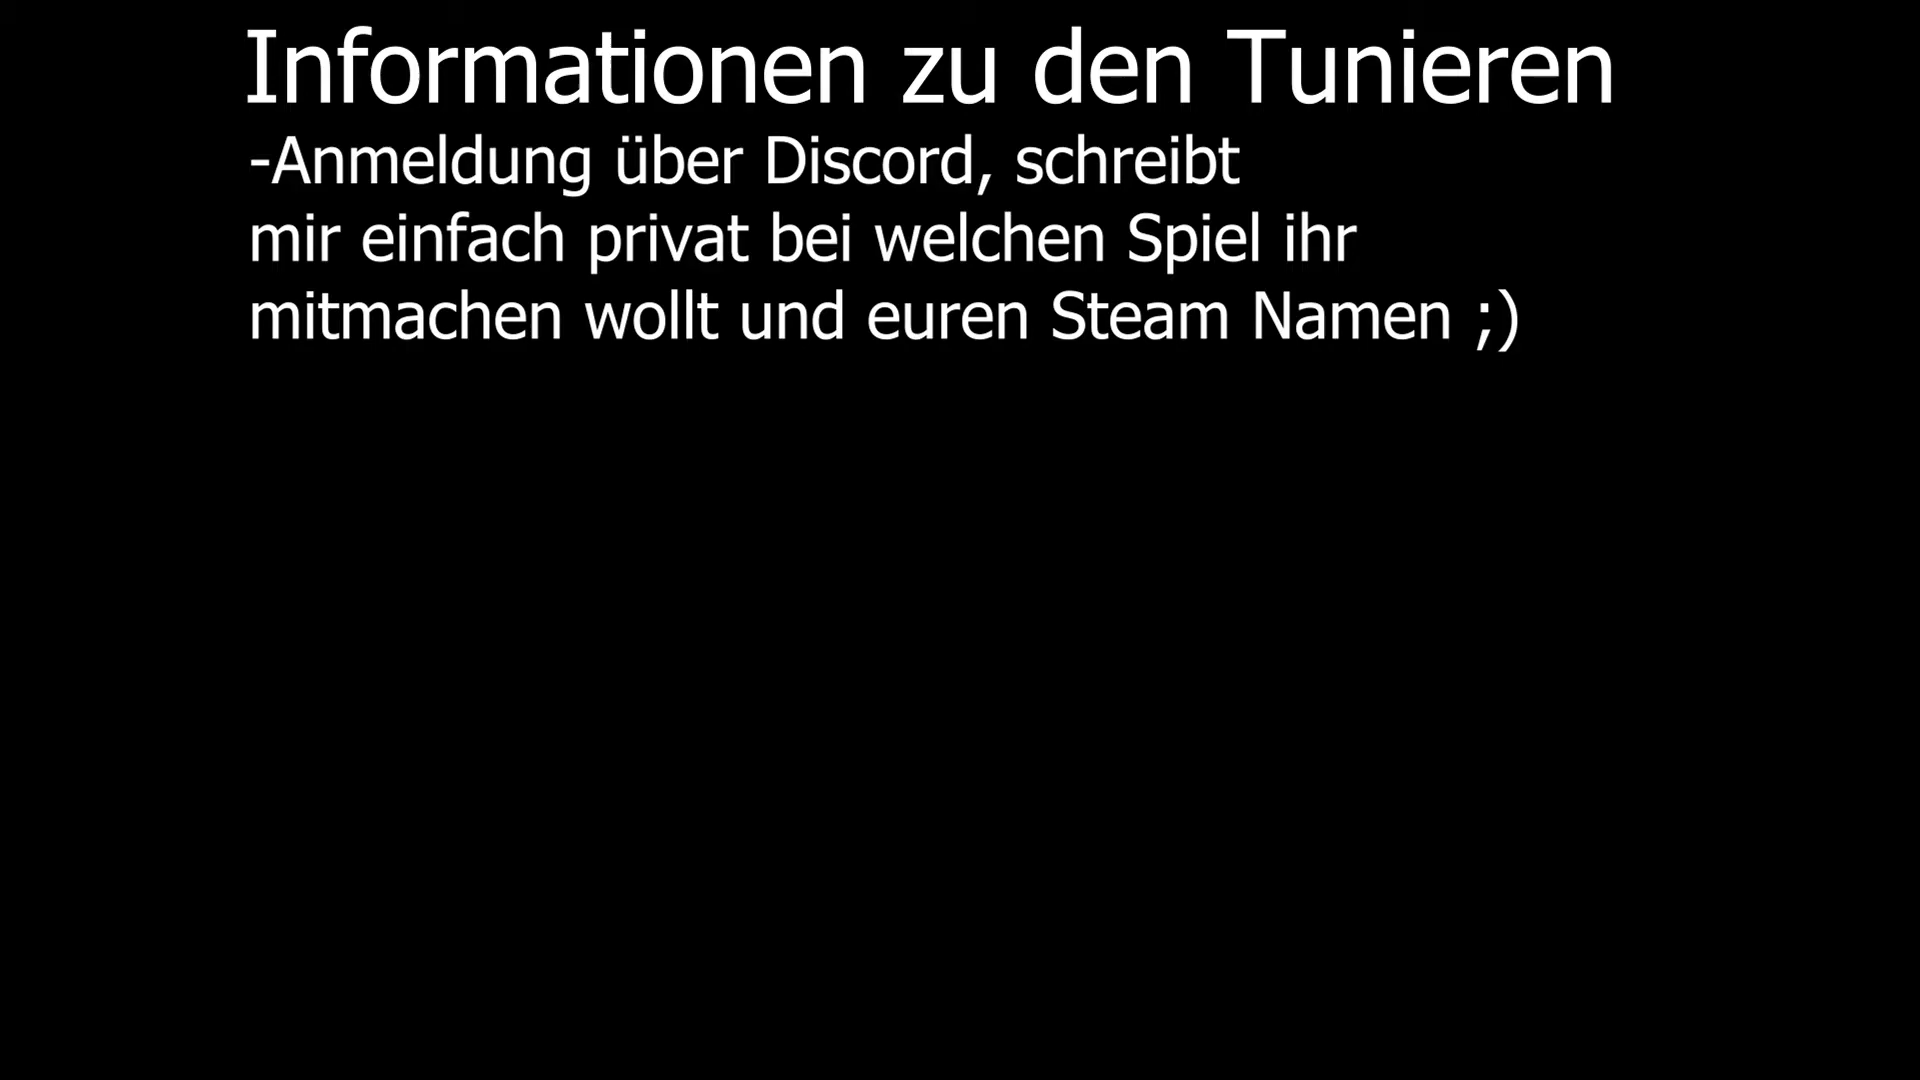 Informationen zu den Tunieren
-Anmeldung über Discord, schreibt
mir einfach privat bei welchen Spiel ihr
mitmachen wollt und euren Steam Namen ;)